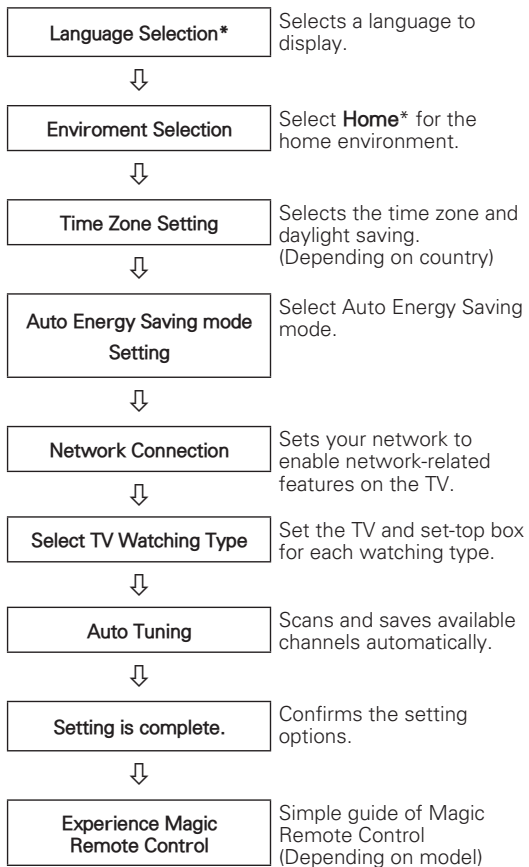 Language Selection*
Selects a language to
display.
Enviroment Selection
Select Home* for the
home environment.
Time Zone Setting
Selects the time zone and
daylight saving.
(Depending on country)
Auto Energy Saving mode
Setting
Select Auto Energy Saving
mode.
Network Connection
Sets your network to
enable network-related
features on the TV.
Select TV Watching Type
Set the TV and set-top box
for each watching type.
Auto Tuning
Scans and saves available
channels automatically.
Setting is complete.
Confirms the setting
options.
Experience Magic
Remote Control
Simple guide of Magic
Remote Control
(Depending on model)